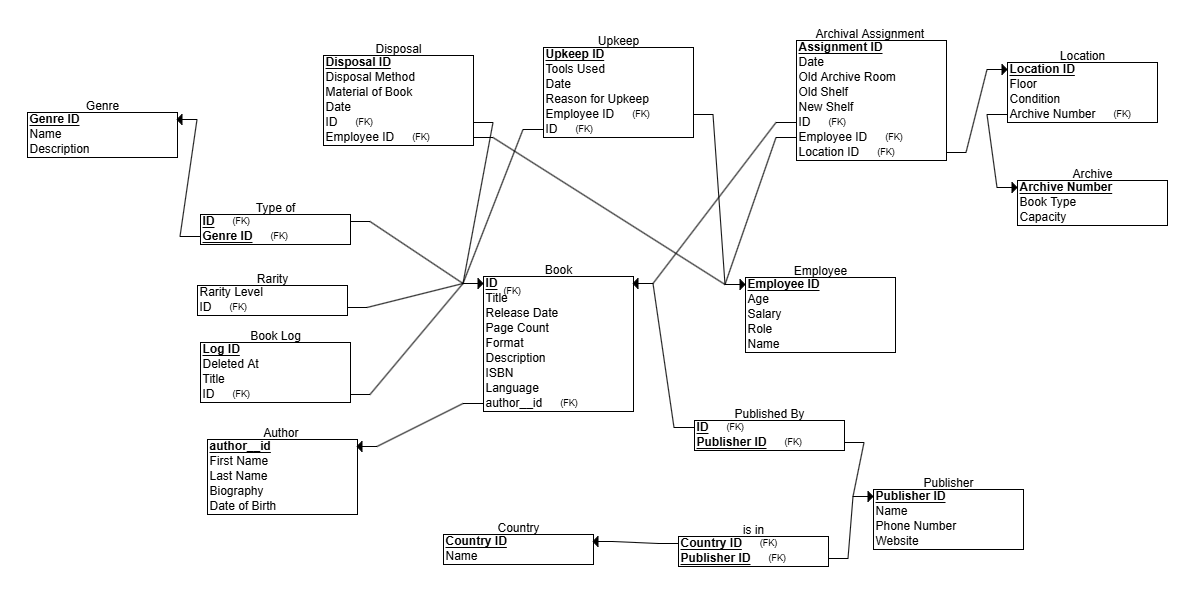 Disposal
Disposal ID
Disposal Method
Material of Book
Date
ID (FK)
Employee ID (FK)
Upkeep
Upkeep ID
Tools Used
Date
Reason for Upkeep
Employee ID (FK)
ID (FK)
Archival Assignment
Assignment ID
Date
Old Archive Room
Old Shelf
New Shelf
ID (FK)
Employee ID (FK)
Location ID (FK)
Location
Location ID
Floor
Condition
Archive Number (FK)
Genre
Genre ID
Name
Description
Archive
Archive Number
Book Type
Capacity
Type of
ID (FK)
Genre ID (FK)
Rarity
Rarity Level
ID (FK)
Book
ID (FK)
Title
Release Date
Page Count
Format
Description
ISBN
Language
author__id (FK)
Employee
Employee ID
Age
Salary
Role
Name
Book Log
Log ID
Deleted At
Title
ID (FK)
Author
author__id
First Name
Last Name
Biography
Date of Birth
Published By
ID (FK)
Publisher ID (FK)
Publisher
Publisher ID
Name
Phone Number
Website
Country
Country ID
Name
is in
Country ID (FK)
Publisher ID (FK)